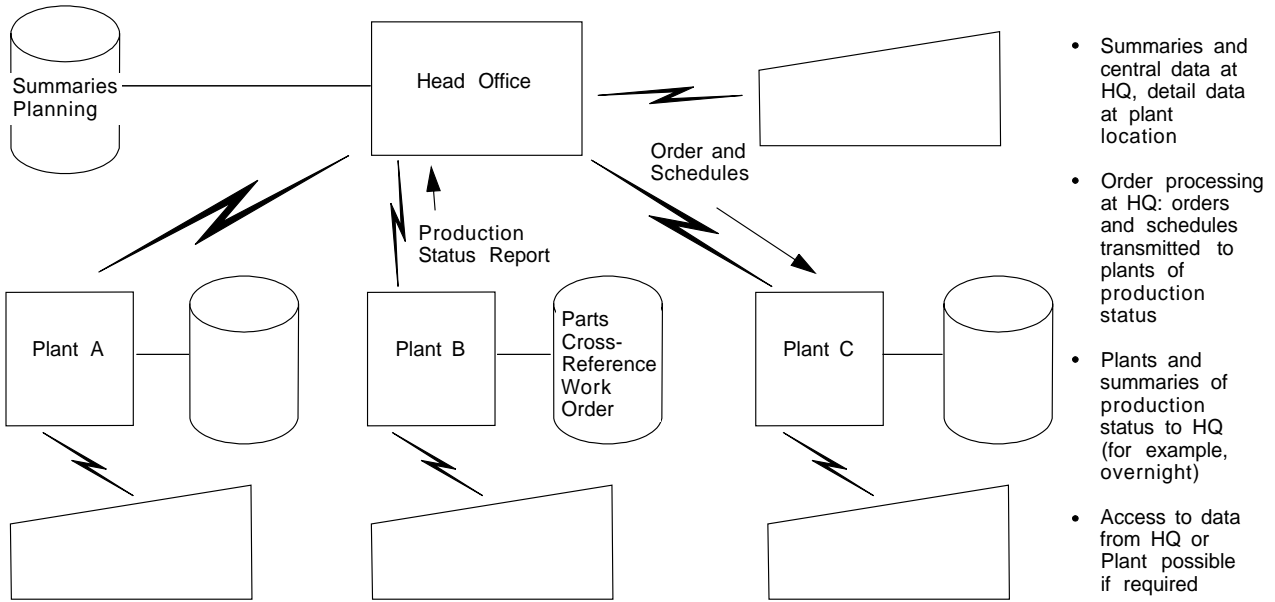 Summaries
Planning
Head Office
Order and
Schedules
Production
Status Report
Plant A
Plant B
Parts
Cross-
Reference
Work
Order
Plant C
• Summaries and
central data at
HQ, detail data
at plant
location
• Order processing
at HQ: orders
and schedules
transmitted to
plants of
production
status
• Plants and
summaries of
production
status to HQ
(for example,
overnight)
• Access to data
from HQ or
Plant possible
if required